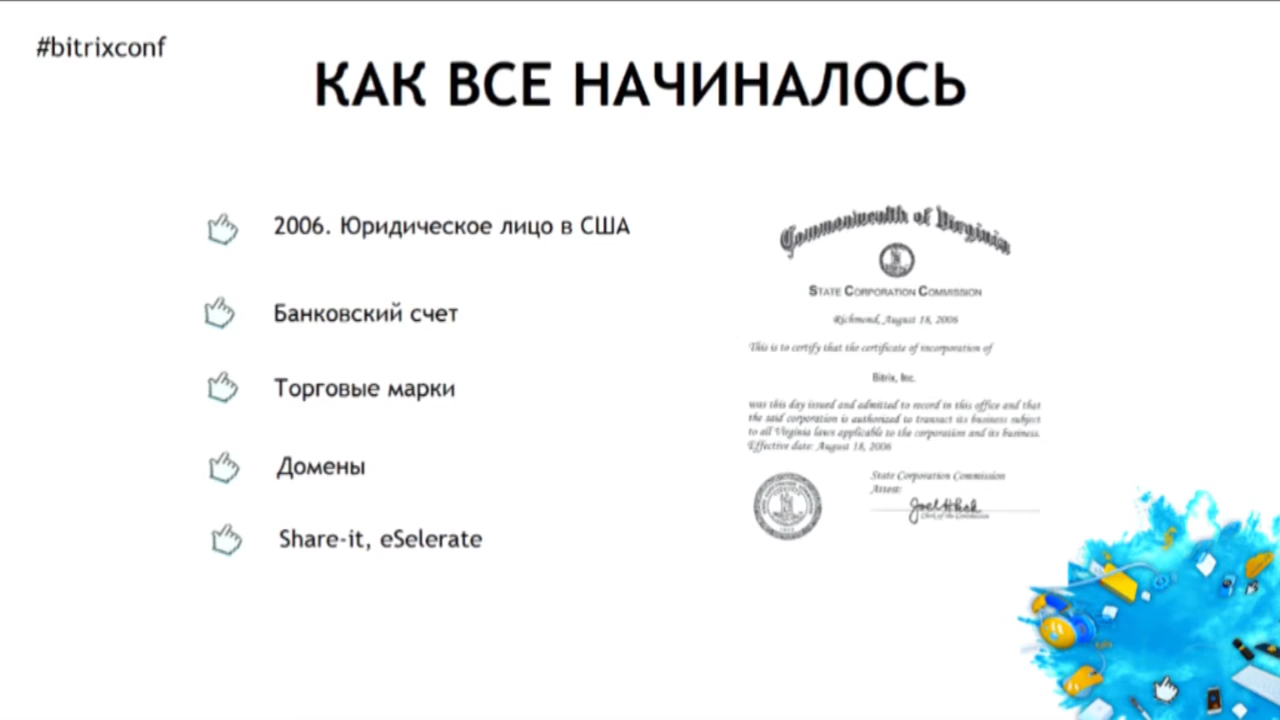 #bitrixconf
КАК ВСЕ НАЧИНАЛОСЬ
2006. Юридическое лицо в США
Банковский счет
Торговые марки
Домены
Share-it, eSelerate
Commonwealth of Virginia
STATE CORPORATION COMMISSION
Richmond, August 18, 2006
This is to certify that the certificate of incorporation of
Bitrix, Inc.
was this day issued and admitted to record in this office and that
the said corporation is authorized to transact its business subject
to all Virginia laws applicable to the corporation and its business.
Effective date: August 18, 2006
State Corporation Commission
Attest:
Clerk of the Commission